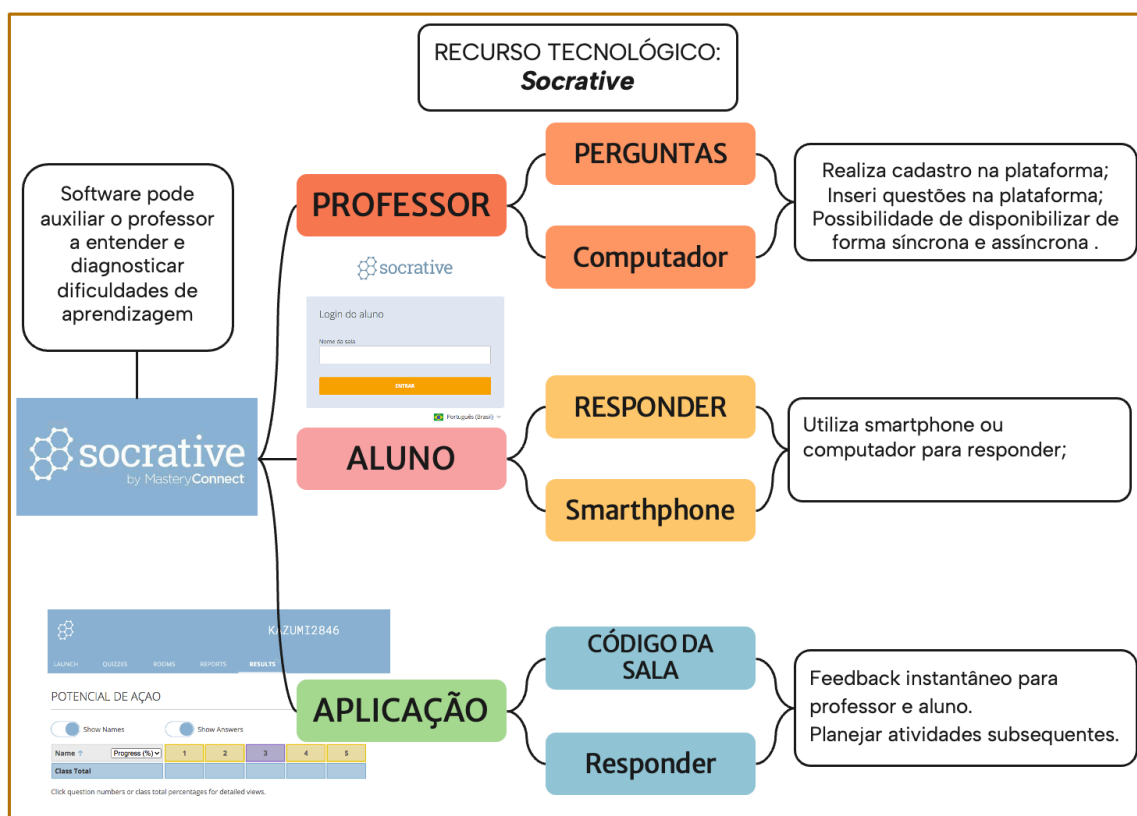 RECURSO TECNOLÓGICO:
Socrative
Software pode
auxiliar o professor
a entender e
diagnosticar
dificuldades de
aprendizagem
socrative
by MasteryConnect
PROFESSOR
PERGUNTAS
Computador
Realiza cadastro na plataforma;
Inseri questões na plataforma;
Possibilidade de disponibilizar de
forma síncrona e assíncrona .
socrative
Login do aluno
Nome da sala
ENTRAR
Português (Brasil)
ALUNO
RESPONDER
Smarthphone
Utiliza smartphone ou
computador para responder;
KAZUMI2846
LAUNCH QUIZZES ROOMS REPORTS RESULTS
POTENCIAL DE AÇAO
Show Names Show Answers
Name Progress (%) 1 2 3 4 5
Class Total
Click question numbers or class total percentages for detailed views.
APLICAÇÃO
CÓDIGO DA
SALA
Responder
Feedback instantâneo para
professor e aluno.
Planejar atividades subsequentes.